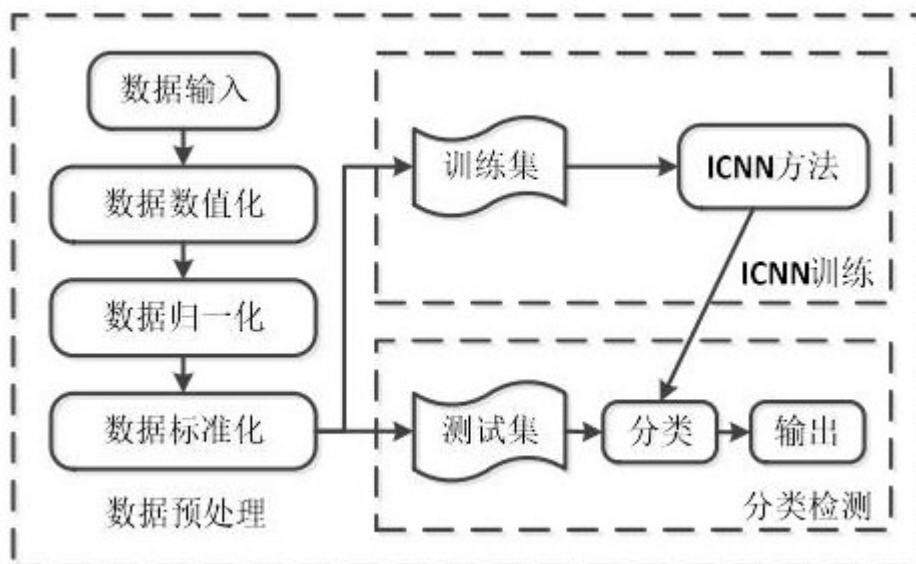 数据输入
数据数值化
数据归一化
数据标准化
数据预处理
训练集
ICNN方法
ICNN训练
测试集
分类
输出
分类检测